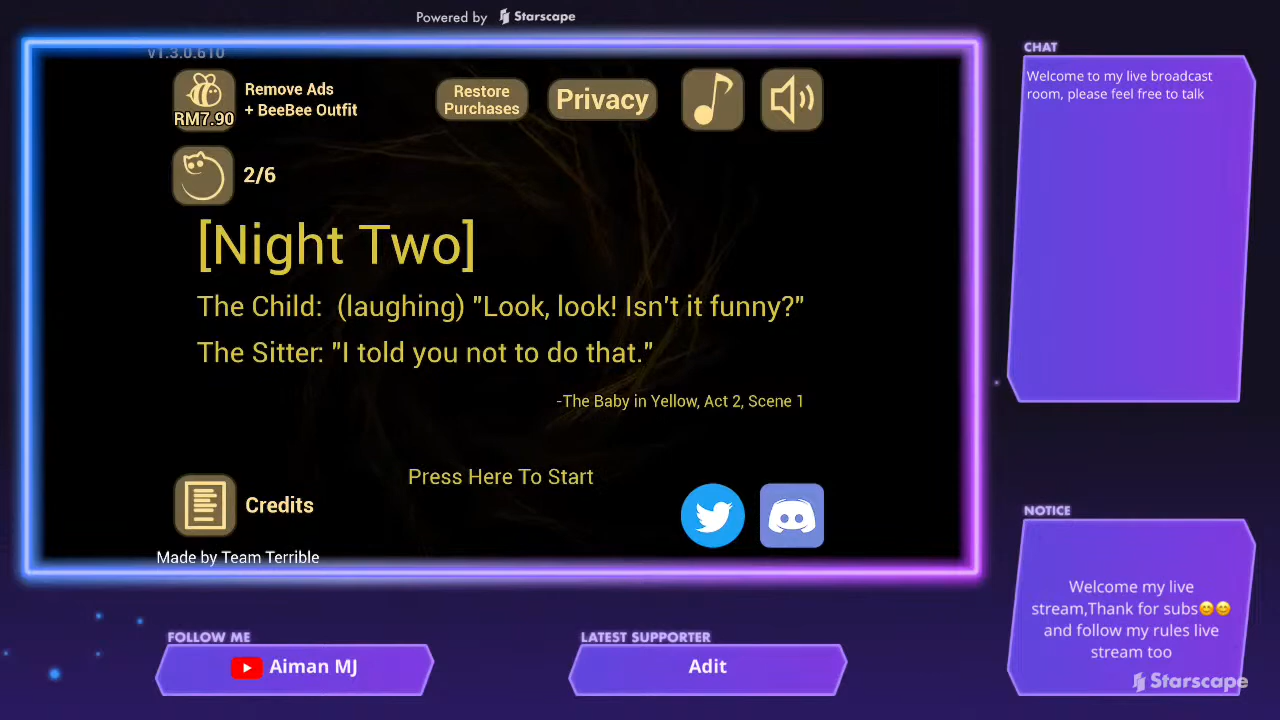 Powered by Starscape
v1.3.0.610
RM7.90
Remove Ads
+ BeeBee Outfit
Restore
Purchases
Privacy
2/6
[Night Two]
The Child:  (laughing) "Look, look! Isn't it funny?"
The Sitter: "I told you not to do that."
-The Baby in Yellow, Act 2, Scene 1
Press Here To Start
Credits
Made by Team Terrible
CHAT
Welcome to my live broadcast
room, please feel free to talk
NOTICE
Welcome my live
stream,Thank for subs😊😊
and follow my rules live
stream too
Starscape
FOLLOW ME
Aiman MJ
LATEST SUPPORTER
Adit